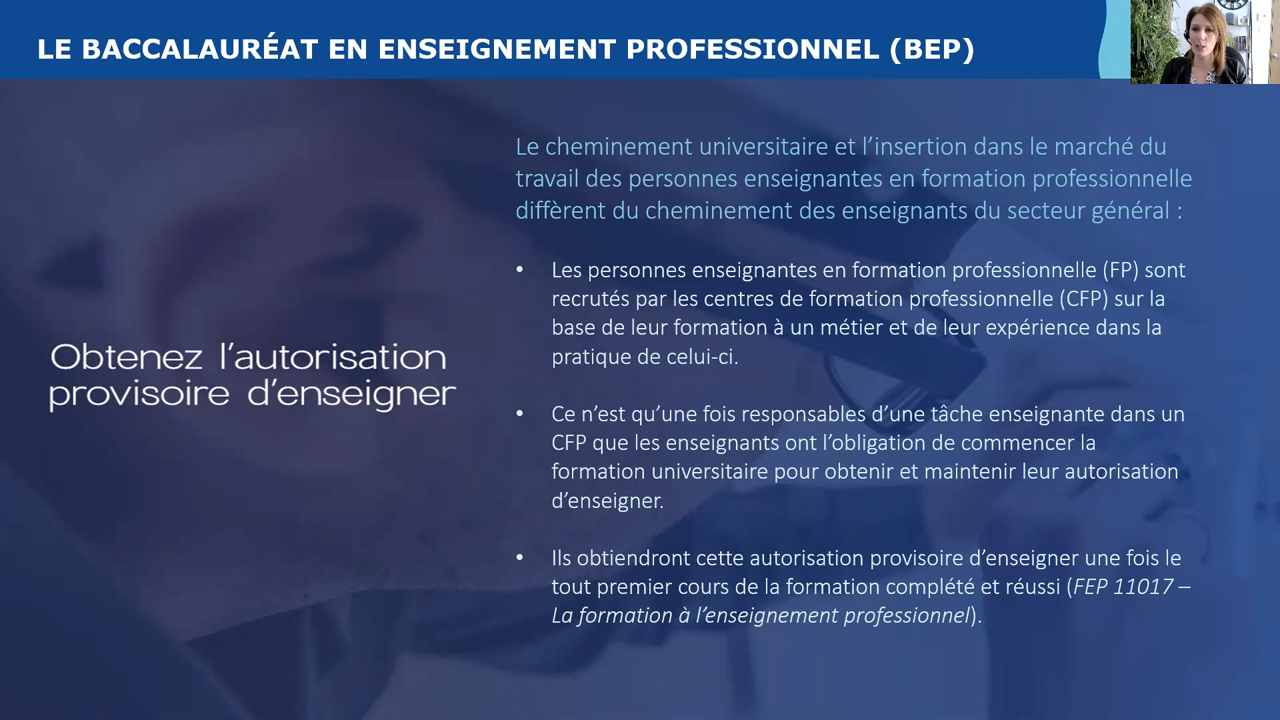 LE BACCALAURÉAT EN ENSEIGNEMENT PROFESSIONNEL (BEP)
Obtenez l'autorisation
provisoire d'enseigner
Le cheminement universitaire et l'insertion dans le marché du
travail des personnes enseignantes en formation professionnelle
diffèrent du cheminement des enseignants du secteur général :
• Les personnes enseignantes en formation professionnelle (FP) sont
recrutés par les centres de formation professionnelle (CFP) sur la
base de leur formation à un métier et de leur expérience dans la
pratique de celui-ci.
• Ce n'est qu'une fois responsables d'une tâche enseignante dans un
CFP que les enseignants ont l'obligation de commencer la
formation universitaire pour obtenir et maintenir leur autorisation
d'enseigner.
• Ils obtiendront cette autorisation provisoire d'enseigner une fois le
tout premier cours de la formation complété et réussi (FEP 11017 –
La formation à l'enseignement professionnel).